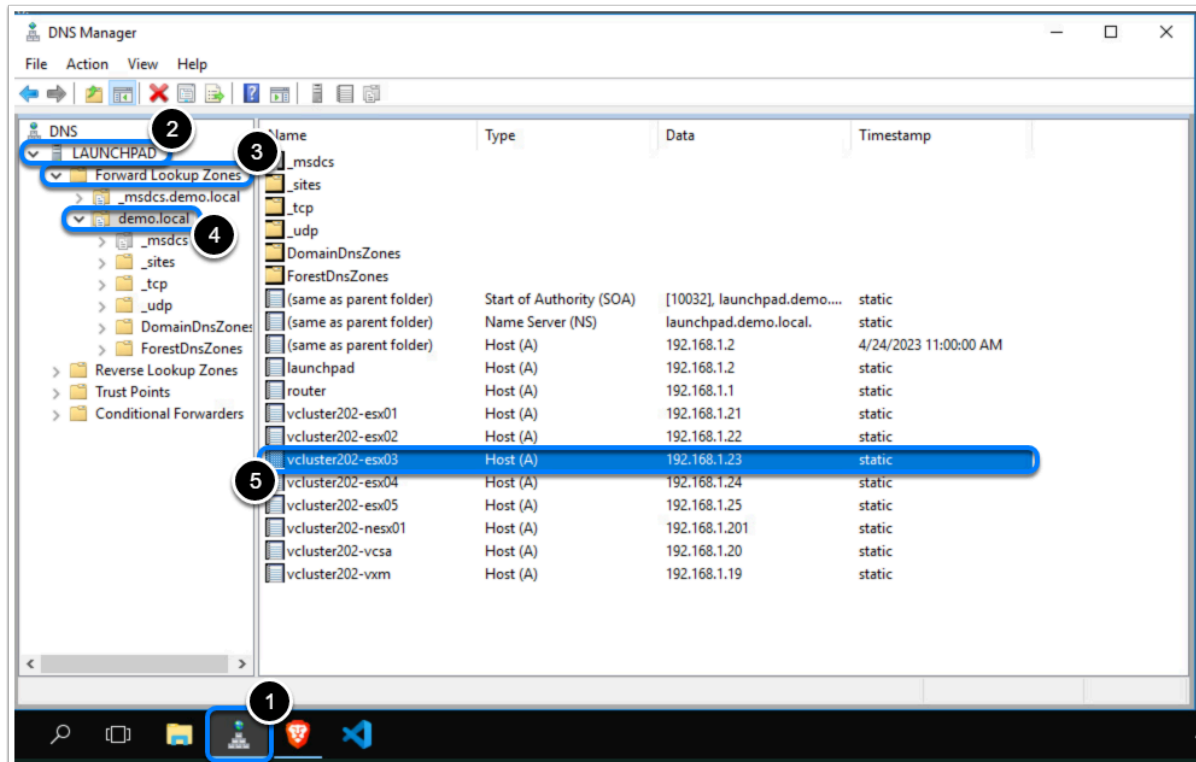 DNS Manager
File Action View Help
DNS
LAUNCHPAD
Forward Lookup Zones
_msdcs.demo.local
demo.local
_msdcs
_sites
_tcp
_udp
DomainDnsZones
ForestDnsZones
Reverse Lookup Zones
Trust Points
Conditional Forwarders
2
3
4
Name Type Data Timestamp
_msdcs
_sites
_tcp
_udp
DomainDnsZones
ForestDnsZones
(same as parent folder) Start of Authority (SOA) [10032], launchpad.demo.... static
(same as parent folder) Name Server (NS) launchpad.demo.local. static
(same as parent folder) Host (A) 192.168.1.2 4/24/2023 11:00:00 AM
launchpad Host (A) 192.168.1.2 static
router Host (A) 192.168.1.1 static
vcluster202-esx01 Host (A) 192.168.1.21 static
vcluster202-esx02 Host (A) 192.168.1.22 static
vcluster202-esx03 Host (A) 192.168.1.23 static
5
vcluster202-esx04 Host (A) 192.168.1.24 static
vcluster202-esx05 Host (A) 192.168.1.25 static
vcluster202-nesx01 Host (A) 192.168.1.201 static
vcluster202-vcsa Host (A) 192.168.1.20 static
vcluster202-vxm Host (A) 192.168.1.19 static
1